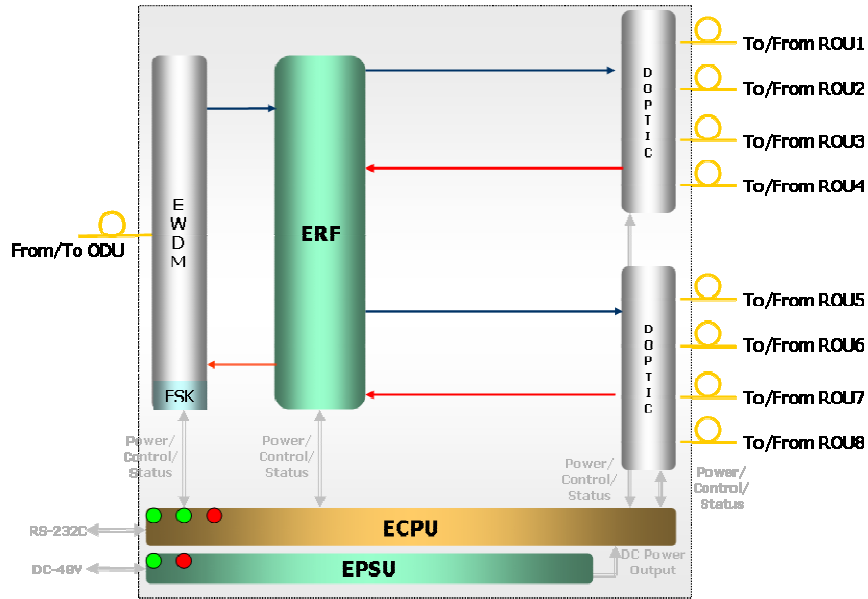 To/From ROU1
To/From ROU2
To/From ROU3
To/From ROU4
DOPTIC
EWDM
ERF
From/To ODU
To/From ROU5
To/From ROU6
To/From ROU7
To/From ROU8
DOPTIC
FSK
Power/
Control/
Status
Power/
Control/
Status
Power/
Control/
Status
Power/
Control/
Status
RS-232C
ECPU
DC-48V
EPSU
DC Power
Output